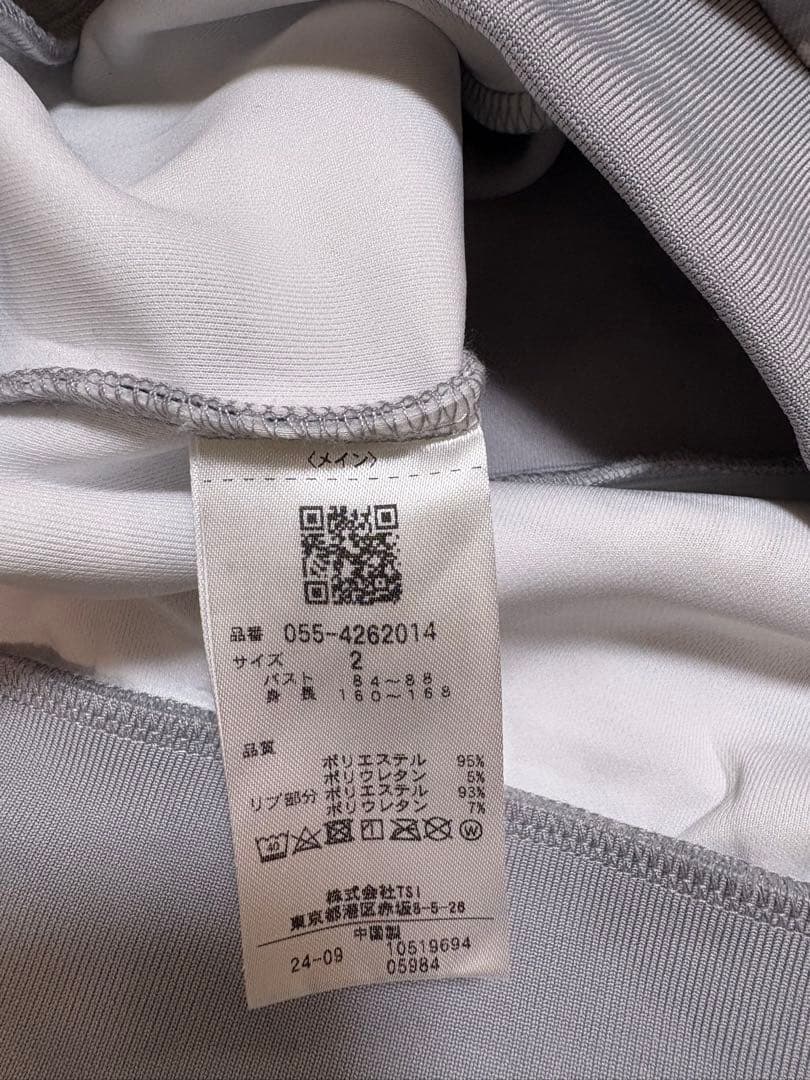 〈メイン〉
品番 055-4262014
サイズ 2
バスト 84〜88
身長 160〜168
品質
ポリエステル 95%
ポリウレタン 5%
リブ部分 ポリエステル 93%
ポリウレタン 7%
40 W
株式会社TSI
東京都港区赤坂8-5-26
中国製
24-09 10519694
05984